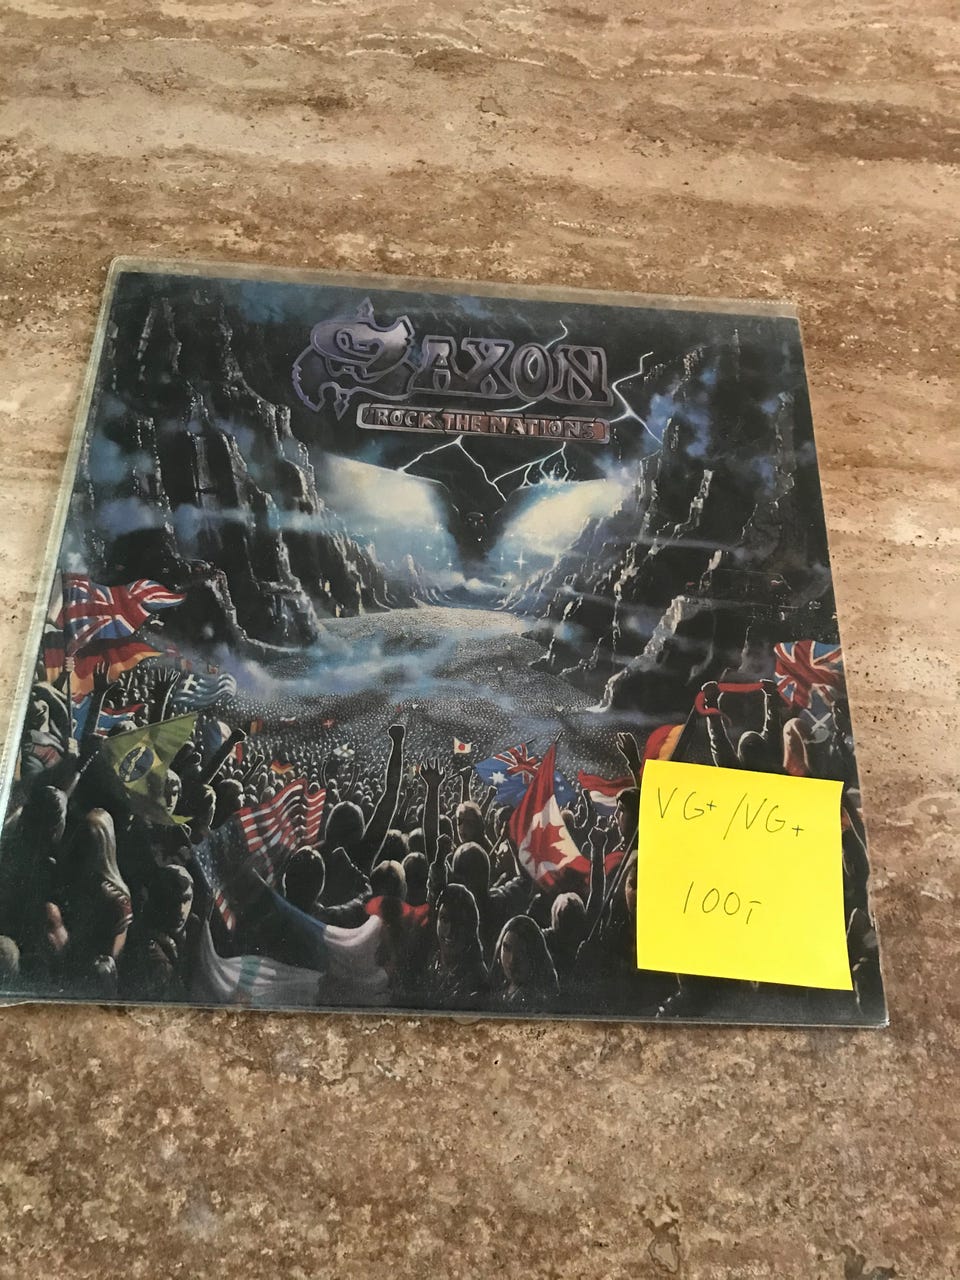 SAXON
ROCK THE NATIONS
VG+/VG+
100,-